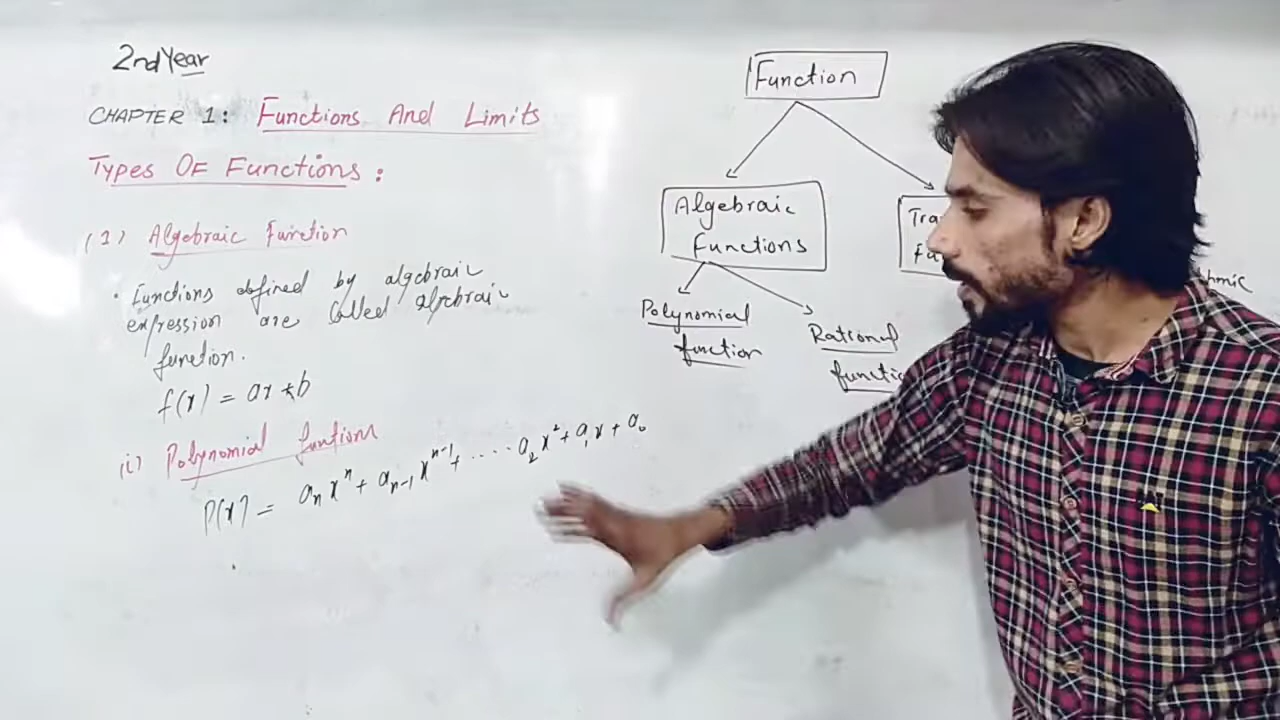 2nd Year
CHAPTER 1: Functions And Limits
Types Of Functions:
(1) Algebraic Function
• Functions defined by algebraic
expression are called algebraic
function.
f(x) = ax+b
(i) Polynomial functions
P(x) = aₙxⁿ + aₙ₋₁xⁿ⁻¹ + ..... a₂x² + a₁x + a₀
Function
Algebraic
Functions
Polynomial
function
Rational